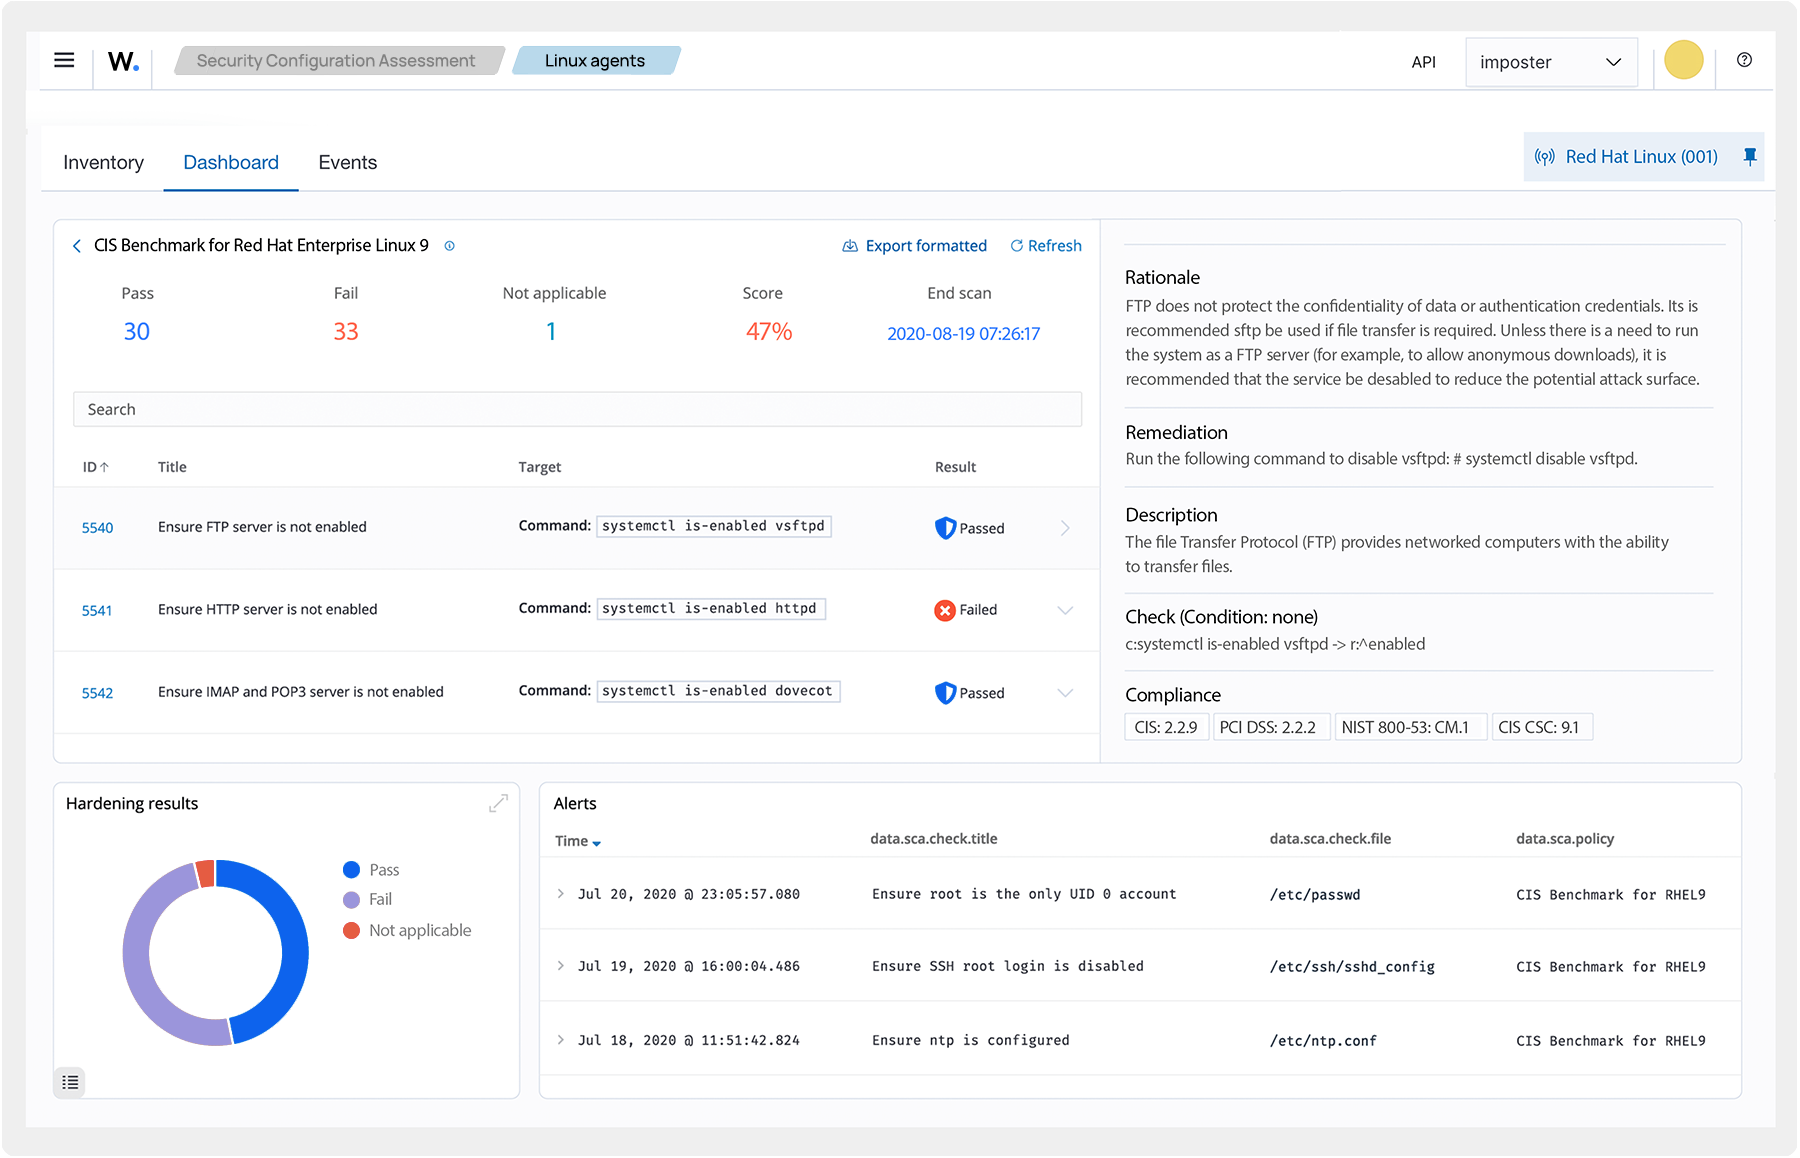 W.
Security Configuration Assessment
Linux agents
API
imposter
Inventory
Dashboard
Events
Red Hat Linux (001)
CIS Benchmark for Red Hat Enterprise Linux 9
Export formatted
Refresh
Pass
Fail
Not applicable
Score
End scan
30
33
1
47%
2020-08-19 07:26:17
Search
ID
Title
Target
Result
5540
Ensure FTP server is not enabled
Command: systemctl is-enabled vsftpd
Passed
5541
Ensure HTTP server is not enabled
Command: systemctl is-enabled httpd
Failed
5542
Ensure IMAP and POP3 server is not enabled
Command: systemctl is-enabled dovecot
Passed
Rationale
FTP does not protect the confidentiality of data or authentication credentials. Its is
recommended sftp be used if file transfer is required. Unless there is a need to run
the system as a FTP server (for example, to allow anonymous downloads), it is
recommended that the service be desabled to reduce the potential attack surface.
Remediation
Run the following command to disable vsftpd: # systemctl disable vsftpd.
Description
The file Transfer Protocol (FTP) provides networked computers with the ability
to transfer files.
Check (Condition: none)
c:systemctl is-enabled vsftpd -> r:^enabled
Compliance
CIS: 2.2.9
PCI DSS: 2.2.2
NIST 800-53: CM.1
CIS CSC: 9.1
Hardening results
Pass
Fail
Not applicable
Alerts
Time
data.sca.check.title
data.sca.check.file
data.sca.policy
Jul 20, 2020 @ 23:05:57.080
Ensure root is the only UID 0 account
/etc/passwd
CIS Benchmark for RHEL9
Jul 19, 2020 @ 16:00:04.486
Ensure SSH root login is disabled
/etc/ssh/sshd_config
CIS Benchmark for RHEL9
Jul 18, 2020 @ 11:51:42.824
Ensure ntp is configured
/etc/ntp.conf
CIS Benchmark for RHEL9